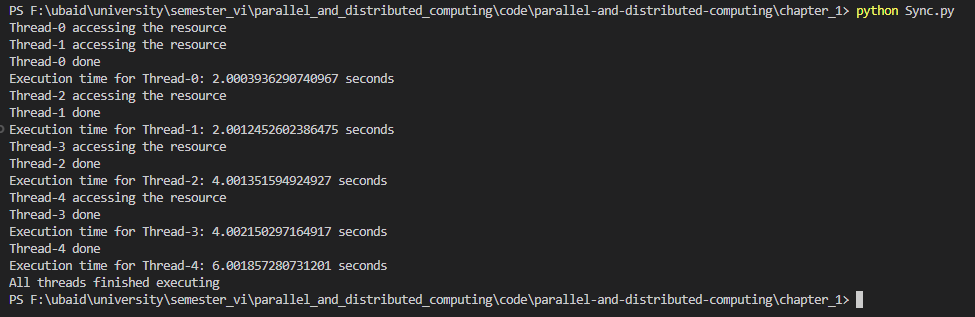 PS F:\ubaid\university\semester_vi\parallel_and_distributed_computing\code\parallel-and-distributed-computing\chapter_1> python Sync.py
Thread-0 accessing the resource
Thread-1 accessing the resource
Thread-0 done
Execution time for Thread-0: 2.0003936290740967 seconds
Thread-2 accessing the resource
Thread-1 done
Execution time for Thread-1: 2.0012452602386475 seconds
Thread-3 accessing the resource
Thread-2 done
Execution time for Thread-2: 4.001351594924927 seconds
Thread-4 accessing the resource
Thread-3 done
Execution time for Thread-3: 4.002150297164917 seconds
Thread-4 done
Execution time for Thread-4: 6.001857280731201 seconds
All threads finished executing
PS F:\ubaid\university\semester_vi\parallel_and_distributed_computing\code\parallel-and-distributed-computing\chapter_1>